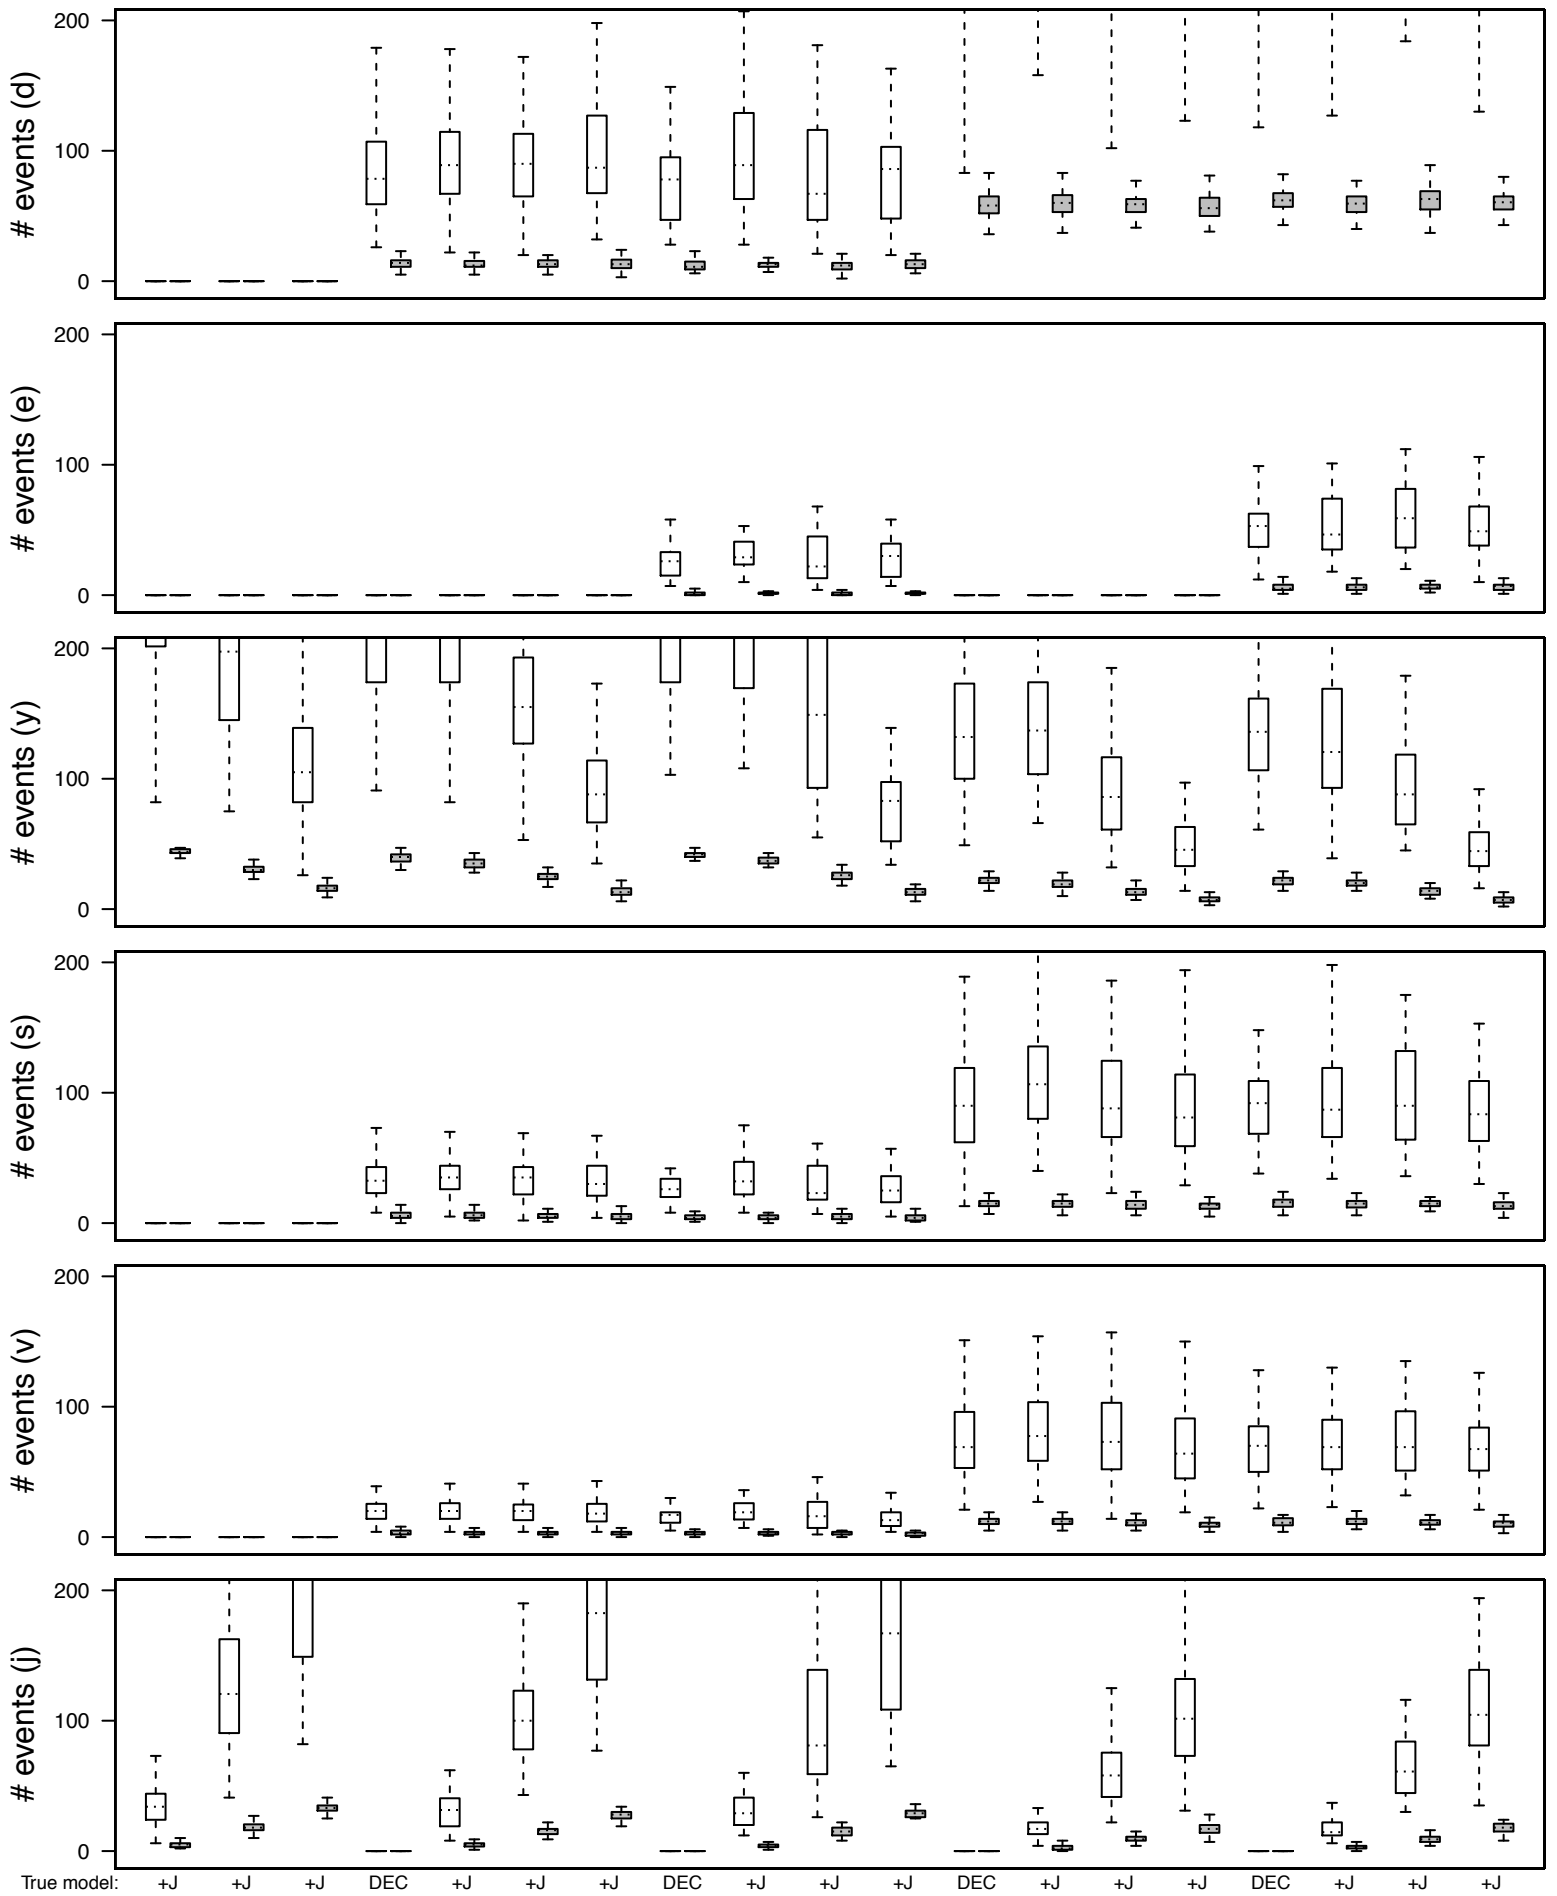 # events (d)
200
100
0
# events (e)
200
100
0
# events (y)
200
100
0
# events (s)
200
100
0
# events (v)
200
100
0
# events (j)
200
100
0
True model: +J +J +J DEC +J +J +J DEC +J +J +J DEC +J +J +J DEC +J +J +J